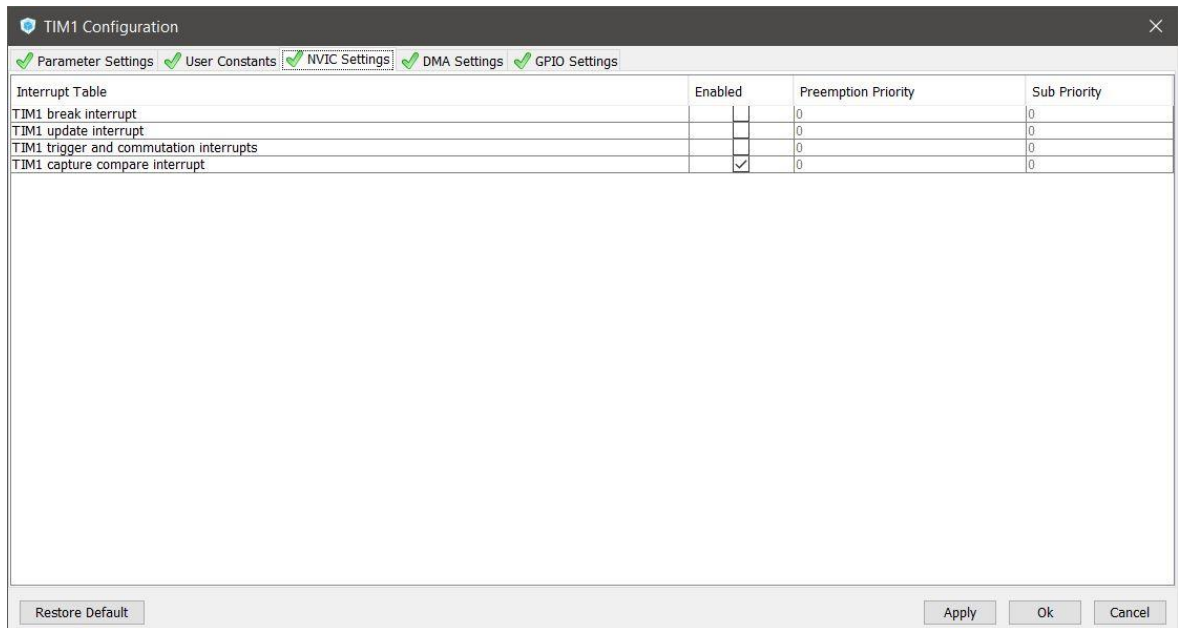 TIM1 Configuration
Parameter Settings User Constants NVIC Settings DMA Settings GPIO Settings
Interrupt Table Enabled Preemption Priority Sub Priority
TIM1 break interrupt 0 0
TIM1 update interrupt 0 0
TIM1 trigger and commutation interrupts 0 0
TIM1 capture compare interrupt 0 0
Restore Default Apply Ok Cancel